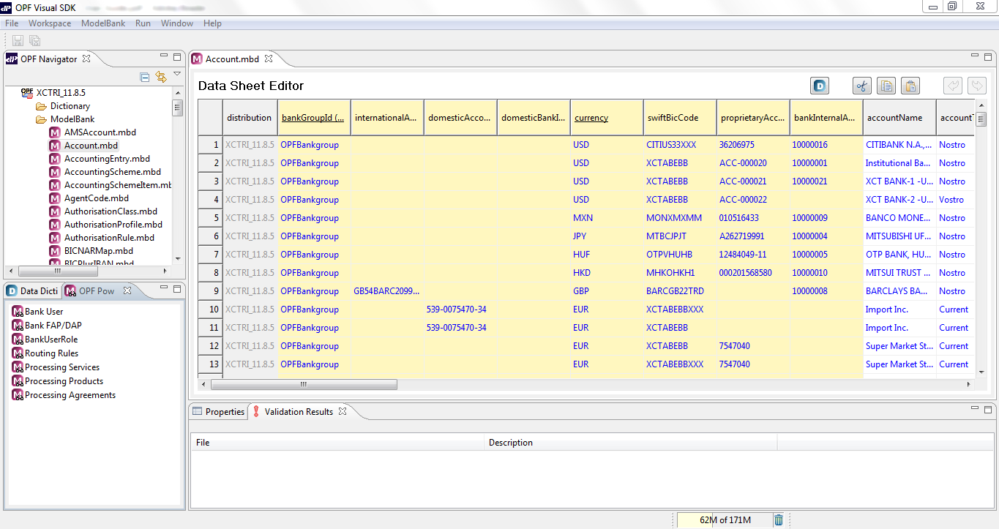 OPF Visual SDK
File Workspace ModelBank Run Window Help
OPF Navigator
XCTRI_11.8.5
Dictionary
ModelBank
AMSAccount.mbd
Account.mbd
AccountingEntry.mbd
AccountingScheme.mbd
AccountingSchemeItem.mb
AgentCode.mbd
AuthorisationClass.mbd
AuthorisationProfile.mbd
AuthorisationRule.mbd
BICNARMap.mbd
BICPlusIBAN.mbd
Data Dicti OPF Pow
Bank User
Bank FAP/DAP
BankUserRole
Routing Rules
Processing Services
Processing Products
Processing Agreements
Account.mbd
Data Sheet Editor
distribution bankGroupId (... internationalA... domesticAcco... domesticBankI... currency swiftBicCode proprietaryAcc... bankInternalA... accountName account
1 XCTRI_11.8.5 OPFBankgroup USD CITIUS33XXX 36206975 10000016 CITIBANK N.A.,... Nostro
2 XCTRI_11.8.5 OPFBankgroup USD XCTABEBB ACC-000020 10000001 Institutional Ba... Nostro
3 XCTRI_11.8.5 OPFBankgroup USD XCTABEBB ACC-000021 10000021 XCT BANK-1 -U... Nostro
4 XCTRI_11.8.5 OPFBankgroup USD XCTABEBB ACC-000022 XCT BANK-2 -U... Vostro
5 XCTRI_11.8.5 OPFBankgroup MXN MONXMXMM 010516433 10000009 BANCO MONE... Nostro
6 XCTRI_11.8.5 OPFBankgroup JPY MTBCJPJT A262719991 10000004 MITSUBISHI UF... Nostro
7 XCTRI_11.8.5 OPFBankgroup HUF OTPVHUHB 12484049-11 10000005 OTP BANK, HU... Nostro
8 XCTRI_11.8.5 OPFBankgroup HKD MHKOHKH1 000201568580 10000010 MITSUI TRUST ... Nostro
9 XCTRI_11.8.5 OPFBankgroup GB54BARC2099... GBP BARCGB22TRD 10000008 BARCLAYS BA... Nostro
10 XCTRI_11.8.5 OPFBankgroup 539-0075470-34 EUR XCTABEBBXXX Import Inc. Current
11 XCTRI_11.8.5 OPFBankgroup 539-0075470-34 EUR XCTABEBB Import Inc. Current
12 XCTRI_11.8.5 OPFBankgroup EUR XCTABEBB 7547040 Super Market St... Current
13 XCTRI_11.8.5 OPFBankgroup EUR XCTABEBBXXX 7547040 Super Market St... Current
Properties Validation Results
File Description
62M of 171M